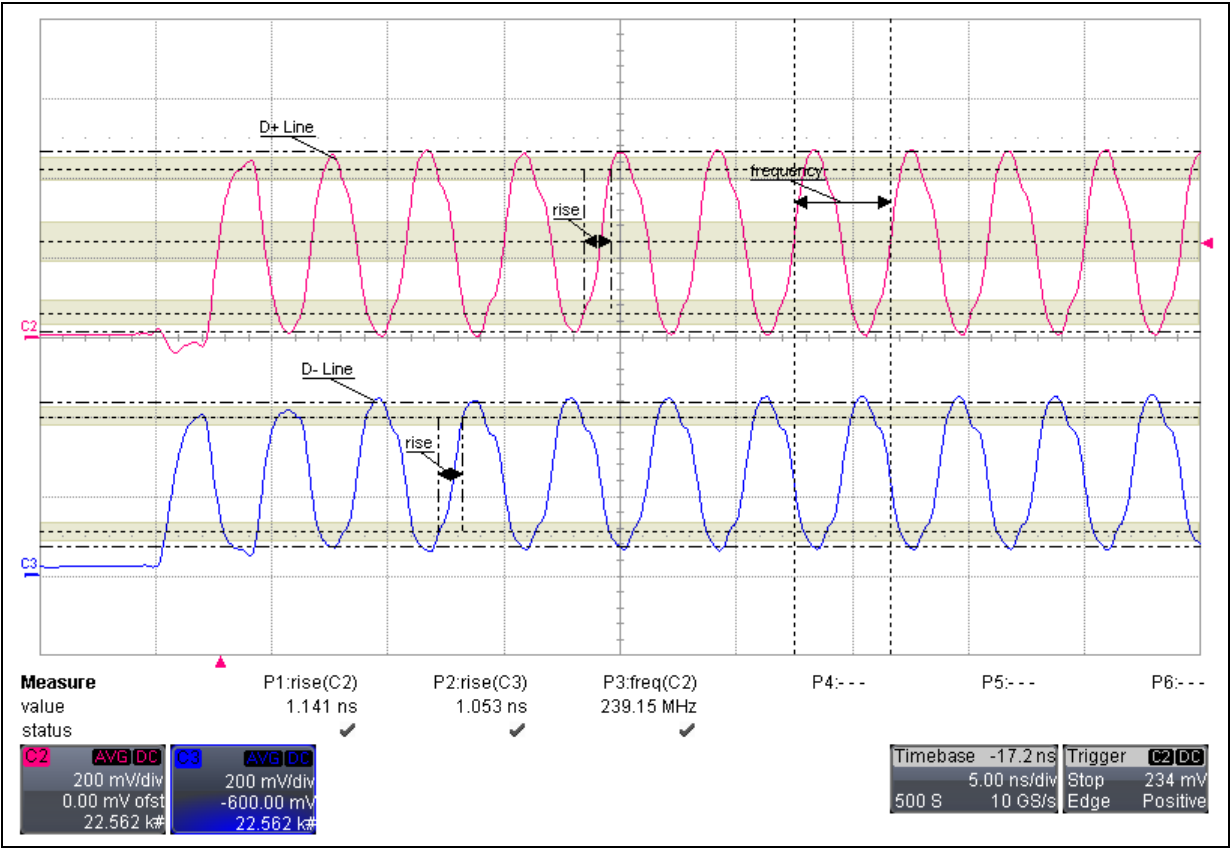 D+ Line
frequency
rise
C2
D- Line
rise
C3
Measure P1:rise(C2) P2:rise(C3) P3:freq(C2) P4:- - - P5:- - - P6:- - -
value 1.141 ns 1.053 ns 239.15 MHz
status ✔ ✔ ✔
C2 AVG DC
200 mV/div
0.00 mV ofst
22.562 k#
C3 AVG DC
200 mV/div
-600.00 mV
22.562 k#
Timebase -17.2 ns
5.00 ns/div
500 S 10 GS/s
Trigger C2 DC
Stop 234 mV
Edge Positive